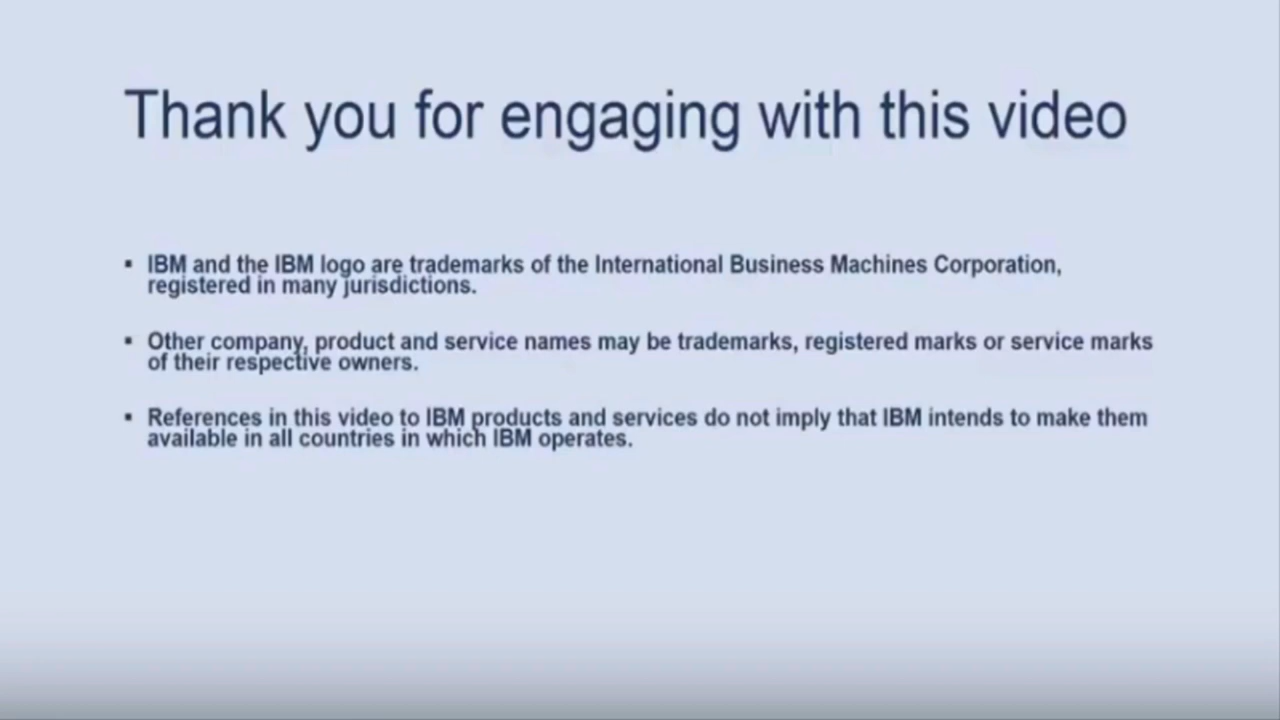 Thank you for engaging with this video
▪ IBM and the IBM logo are trademarks of the International Business Machines Corporation,
registered in many jurisdictions.
▪ Other company, product and service names may be trademarks, registered marks or service marks
of their respective owners.
▪ References in this video to IBM products and services do not imply that IBM intends to make them
available in all countries in which IBM operates.